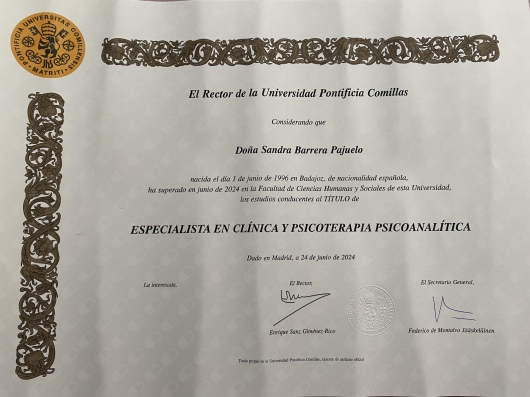 PONTIFICIA UNIVERSITAS COMILLENSIS
· MATRITI ·
El Rector de la Universidad Pontificia Comillas
Considerando que
Doña Sandra Barrera Pajuelo
nacida el día 1 de junio de 1996 en Badajoz, de nacionalidad española,
ha superado en junio de 2024 en la Facultad de Ciencias Humanas y Sociales de esta Universidad,
los estudios conducentes al TÍTULO de
ESPECIALISTA EN CLÍNICA Y PSICOTERAPIA PSICOANALÍTICA
Dado en Madrid, a 24 de junio de 2024
La interesada, El Rector, El Secretario General,
Enrique Sanz Giménez-Rico Federico de Montalvo Jääskeläinen
Título propio de la Universidad Pontificia Comillas, carente de carácter oficial